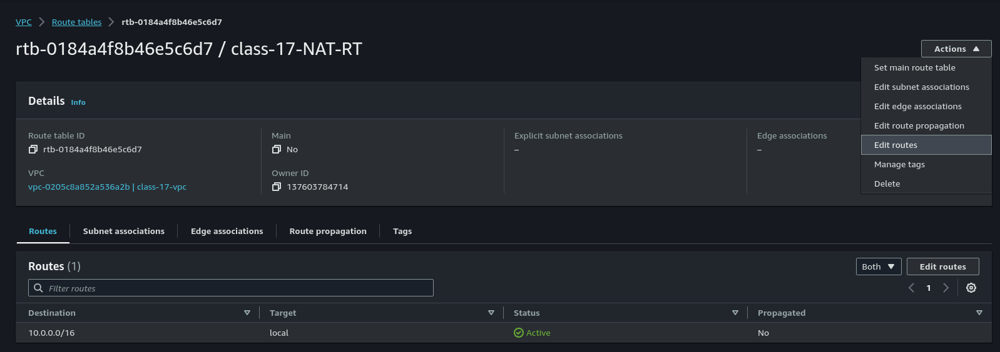 VPC > Route tables > rtb-0184a4f8b46e5c6d7
rtb-0184a4f8b46e5c6d7 / class-17-NAT-RT
Actions
Set main route table
Edit subnet associations
Edit edge associations
Edit route propagation
Edit routes
Manage tags
Delete
Details Info
Route table ID
rtb-0184a4f8b46e5c6d7
Main
No
Explicit subnet associations
–
Edge associations
–
VPC
vpc-0205c8a852a536a2b | class-17-vpc
Owner ID
137603784714
Routes Subnet associations Edge associations Route propagation Tags
Routes (1)
Both Edit routes
Filter routes
1
Destination Target Status Propagated
10.0.0.0/16 local Active No